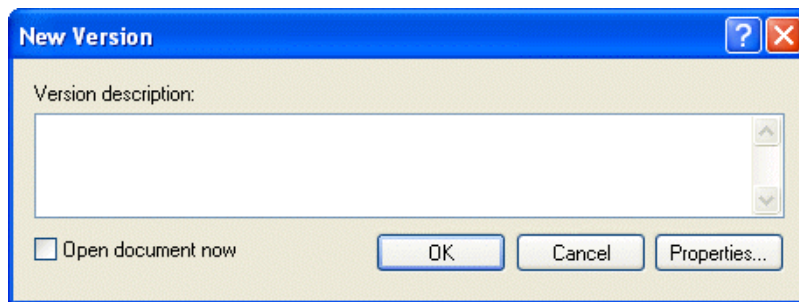 New Version
Version description:
Open document now
OK
Cancel
Properties...